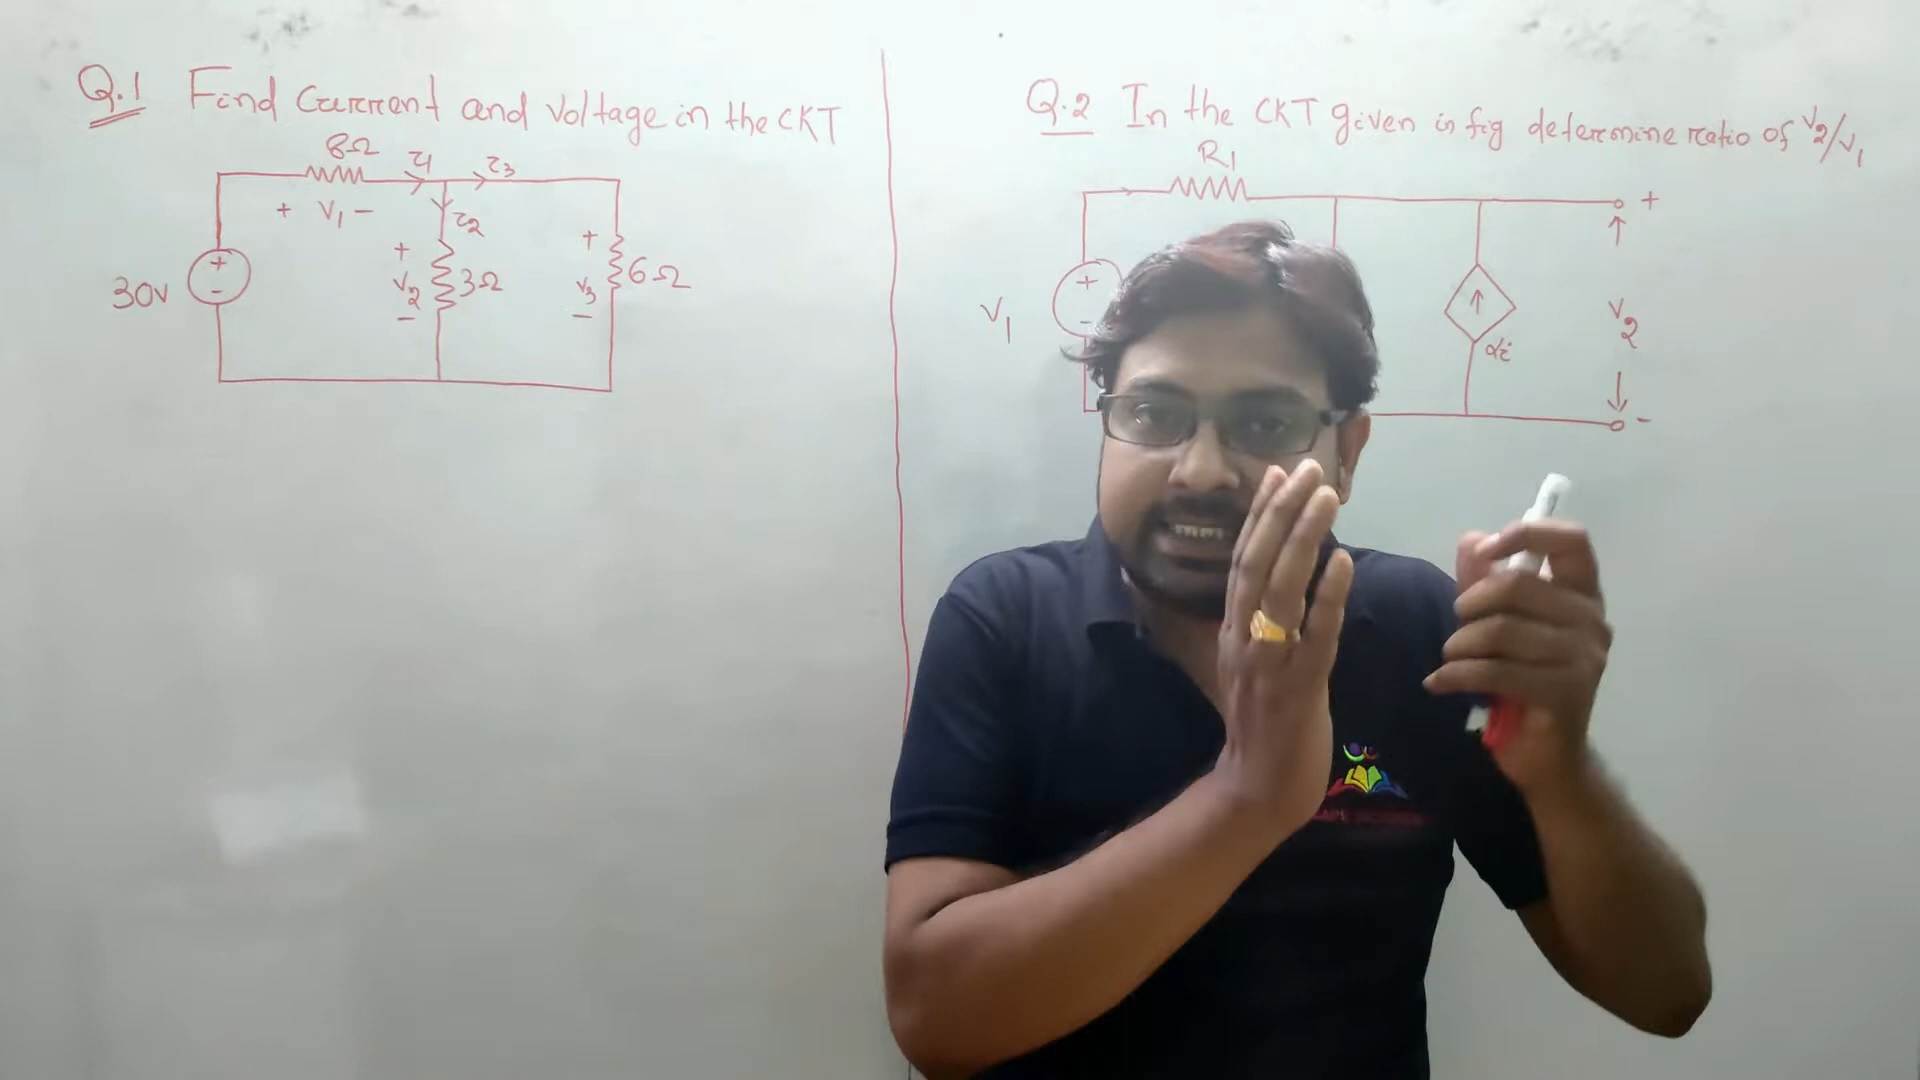 Q.1 Find Current and voltage in the CKT
8Ω
i1
i3
+ V1 -
i2
+
V2
-
3Ω
+
V3
-
6Ω
30v
+
-
Q.2 In the CKT given in fig determine ratio of V2/V1
R1
+
V1
+
-
αi
V2
-